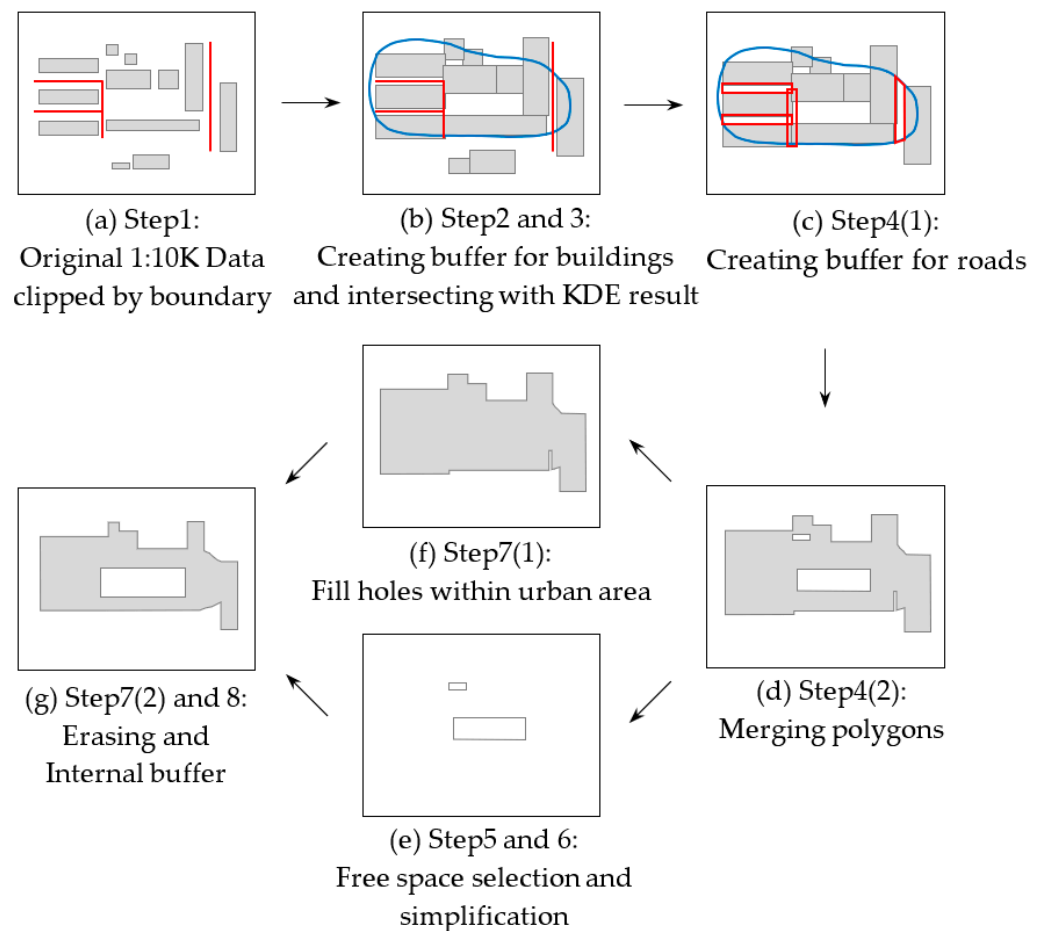 (a) Step1:
Original 1:10K Data
clipped by boundary
(b) Step2 and 3:
Creating buffer for buildings
and intersecting with KDE result
(c) Step4(1):
Creating buffer for roads
(f) Step7(1):
Fill holes within urban area
(g) Step7(2) and 8:
Erasing and
Internal buffer
(d) Step4(2):
Merging polygons
(e) Step5 and 6:
Free space selection and
simplification